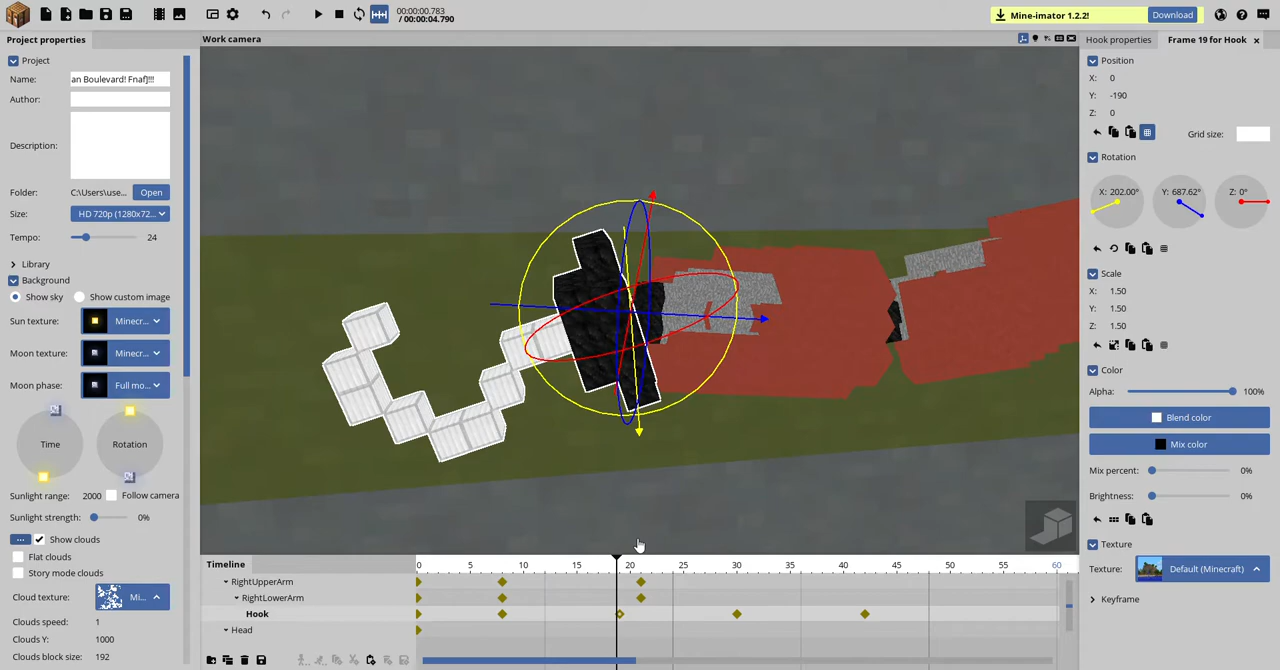 00:00:00.783
/ 00:00:04.790
Mine-imator 1.2.2!
Download
Project properties
Work camera
Hook properties
Frame 19 for Hook
Project
Name:
an Boulevard! Fnaf]!!!
Author:
Description:
Folder:
C:\Users\use...
Open
Size:
HD 720p (1280x72...
Tempo:
24
Library
Background
Show sky
Show custom image
Sun texture:
Minecr...
Moon texture:
Minecr...
Moon phase:
Full mo...
Time
Rotation
Sunlight range:
2000
Follow camera
Sunlight strength:
0%
...
Show clouds
Flat clouds
Story mode clouds
Cloud texture:
Mi...
Clouds speed:
1
Clouds Y:
1000
Clouds block size:
192
Position
X:
0
Y:
-190
Z:
0
Grid size:
Rotation
X: 202.00°
Y: 687.62°
Z: 0°
Scale
X:
1.50
Y:
1.50
Z:
1.50
Color
Alpha:
100%
Blend color
Mix color
Mix percent:
0%
Brightness:
0%
Texture
Texture:
Default (Minecraft)
Keyframe
Timeline
0 5 10 15 20 25 30 35 40 45 50 55 60
RightUpperArm
RightLowerArm
Hook
Head